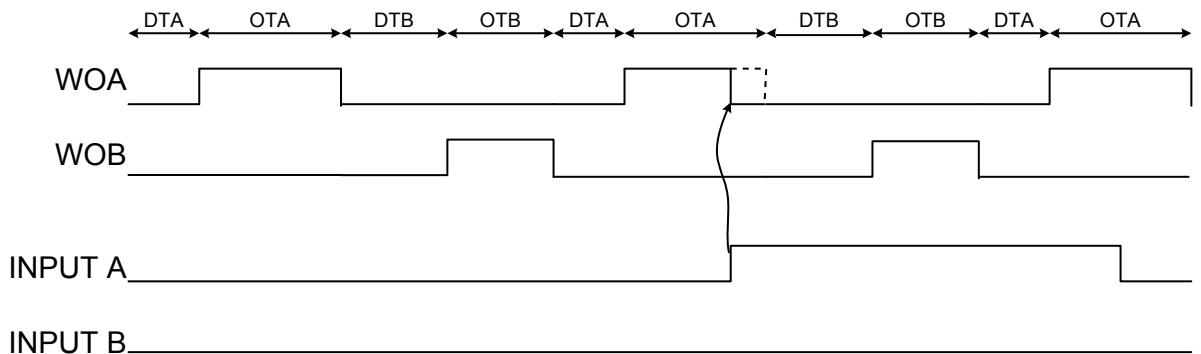 DTA OTA DTB OTB DTA OTA DTB OTB DTA OTA
WOA
WOB
INPUT A
INPUT B